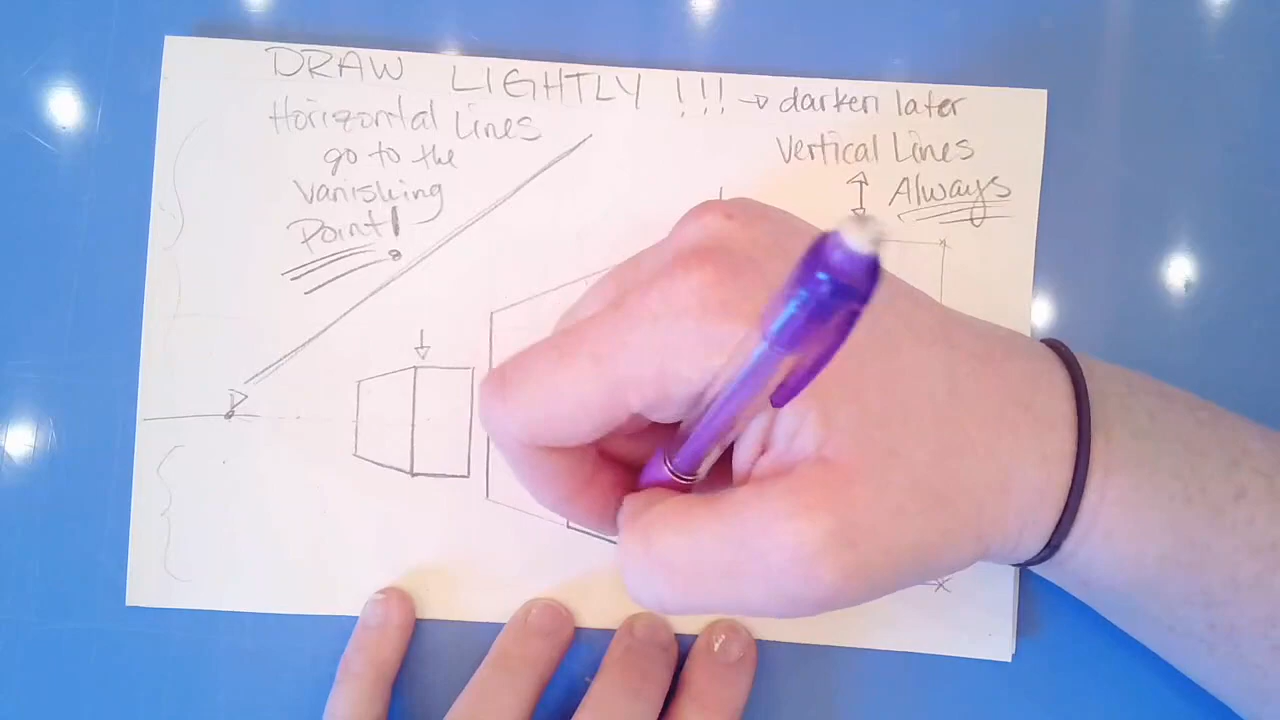 DRAW LIGHTLY !!! → darken later
Horizontal Lines
go to the
vanishing
Point!
Vertical Lines
↕ Always